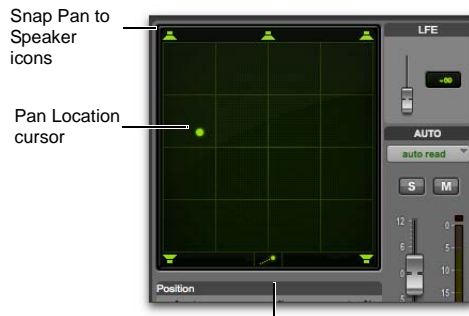 Snap Pan to
Speaker
icons
Pan Location
cursor
LFE
-∞
AUTO
auto read
S M
12
6
0
5
0
5
10
15
Position